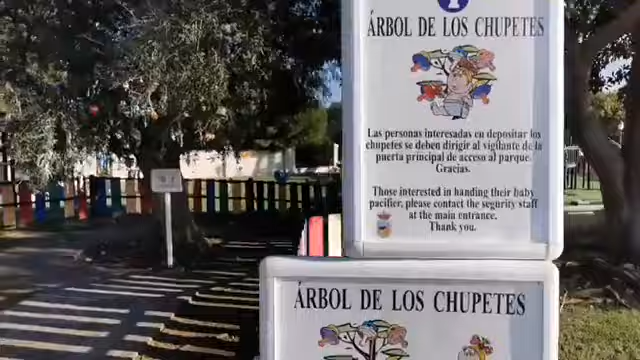 ÁRBOL DE LOS CHUPETES
Las personas interesadas en depositar los
chupetes se deben dirigir al vigilante de la
puerta principal de acceso al parque.
Gracias.
Those interested in handing their baby
pacifier, please contact the segurity staff
at the main entrance.
Thank you.
ÁRBOL DE LOS CHUPETES